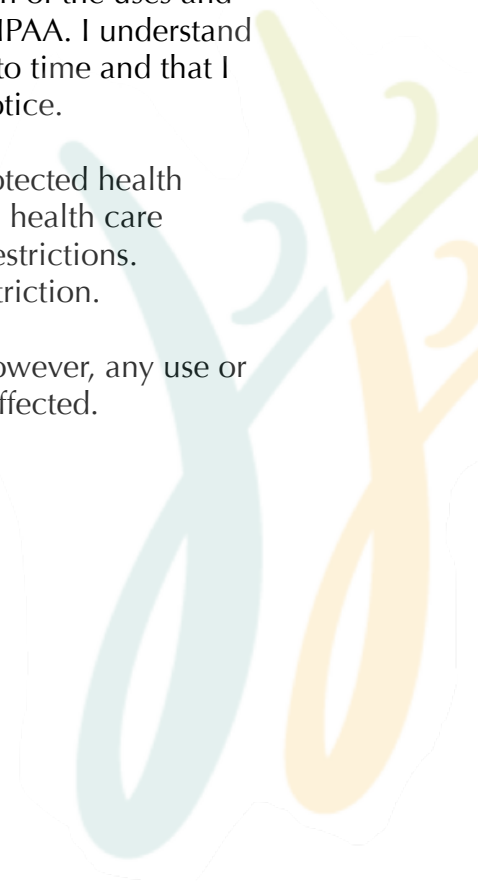 of the uses and
IPAA. I understand
to time and that I
otice.
otected health
health care
estrictions.
triction.
owever, any use or
ffected.